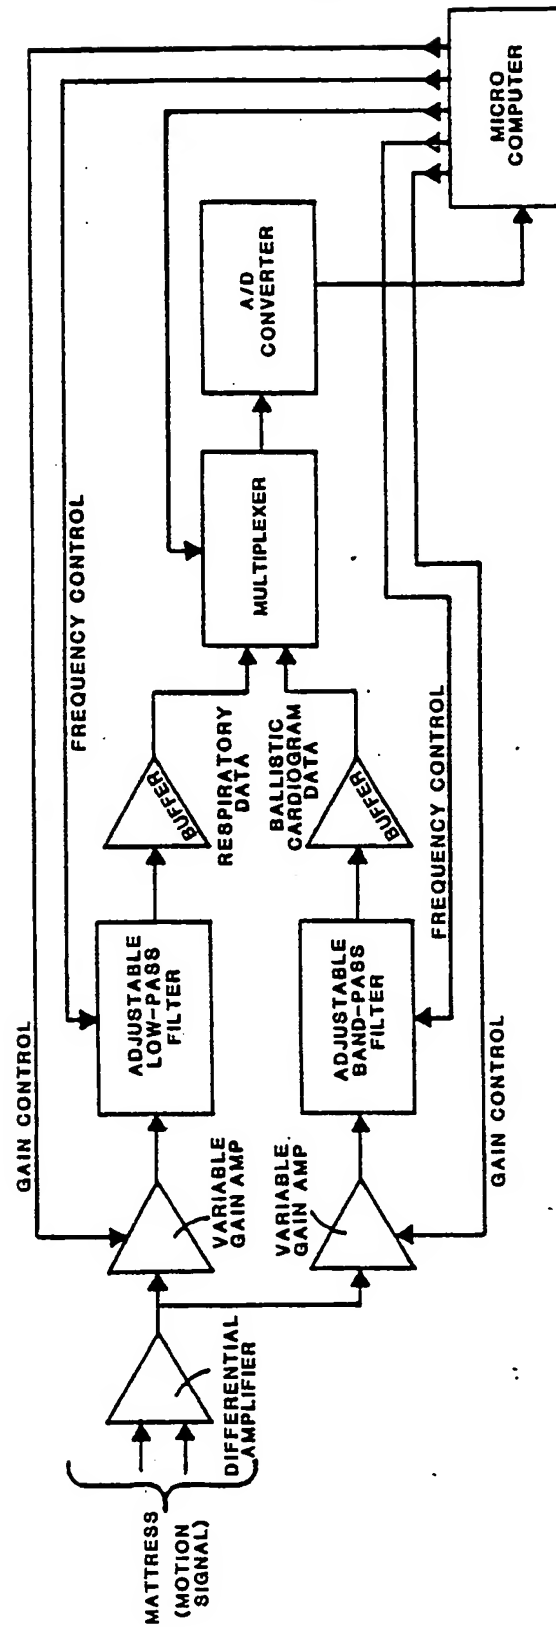 MATTRESS
(MOTION
SIGNAL)
DIFFERENTIAL
AMPLIFIER
GAIN CONTROL
VARIABLE
GAIN AMP
VARIABLE
GAIN AMP
ADJUSTABLE
LOW-PASS
FILTER
ADJUSTABLE
BAND-PASS
FILTER
GAIN CONTROL
FREQUENCY CONTROL
BUFFER
RESPIRATORY
DATA
BALLISTIC
CARDIOGRAM
DATA
BUFFER
FREQUENCY CONTROL
MULTIPLEXER
A/D
CONVERTER
MICRO
COMPUTER